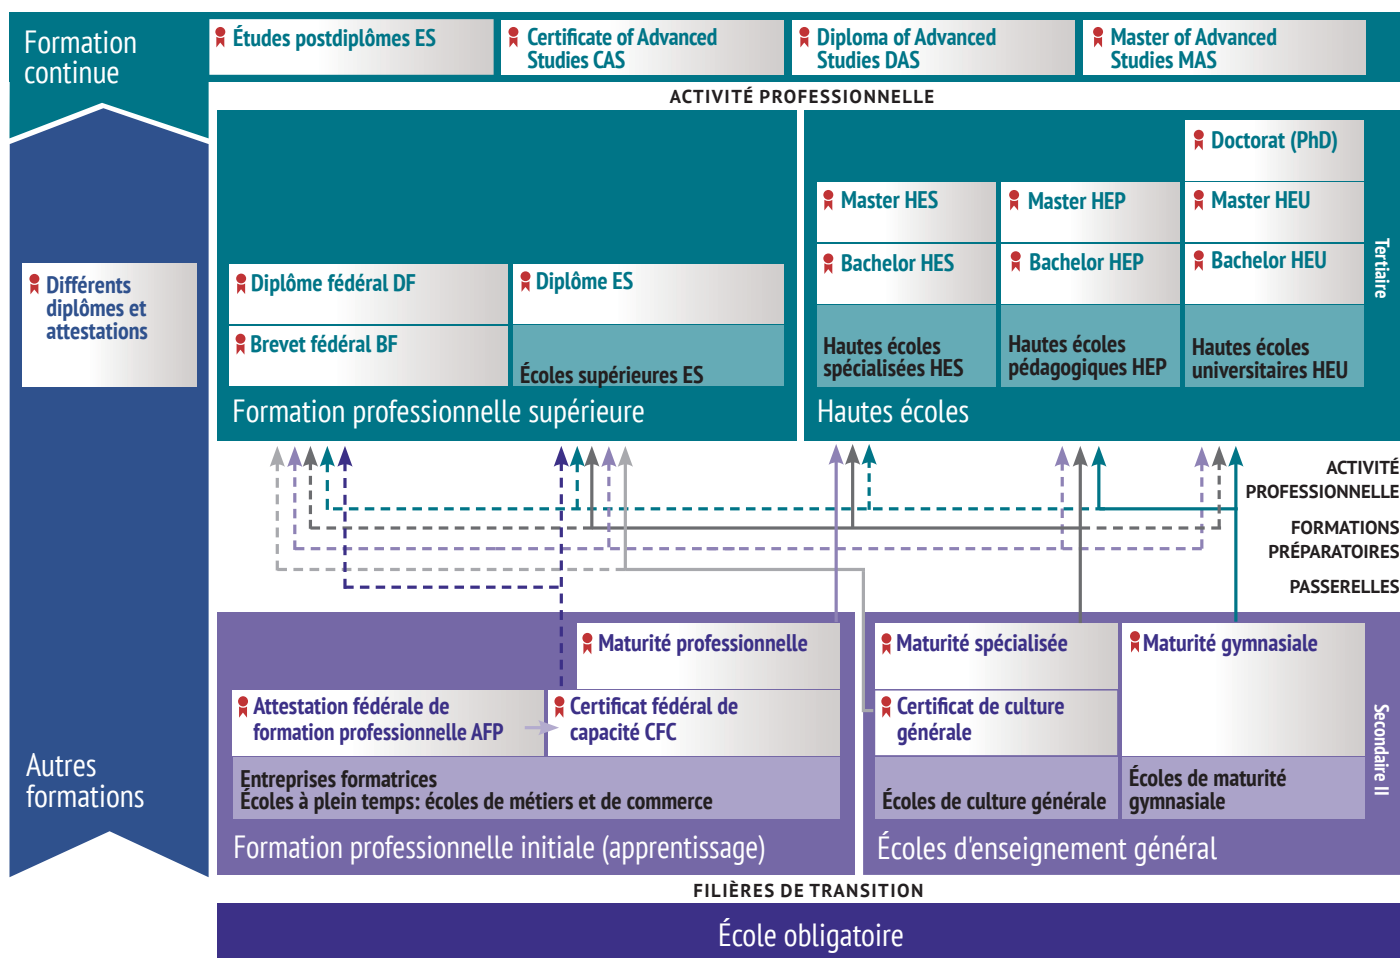 Formation
continue
Études postdiplômes ES
Certificate of Advanced
Studies CAS
Diploma of Advanced
Studies DAS
Master of Advanced
Studies MAS
ACTIVITÉ PROFESSIONNELLE
Différents
diplômes et
attestations
Diplôme fédéral DF
Brevet fédéral BF
Diplôme ES
Écoles supérieures ES
Formation professionnelle supérieure
Master HES
Bachelor HES
Hautes écoles
spécialisées HES
Master HEP
Bachelor HEP
Hautes écoles
pédagogiques HEP
Doctorat (PhD)
Master HEU
Bachelor HEU
Hautes écoles
universitaires HEU
Hautes écoles
Tertiaire
ACTIVITÉ
PROFESSIONNELLE
FORMATIONS
PRÉPARATOIRES
PASSERELLES
Autres
formations
Maturité professionnelle
Attestation fédérale de
formation professionnelle AFP
Certificat fédéral de
capacité CFC
Entreprises formatrices
Écoles à plein temps: écoles de métiers et de commerce
Formation professionnelle initiale (apprentissage)
Maturité spécialisée
Certificat de culture
générale
Écoles de culture générale
Maturité gymnasiale
Écoles de maturité
gymnasiale
Écoles d'enseignement général
Secondaire II
FILIÈRES DE TRANSITION
École obligatoire